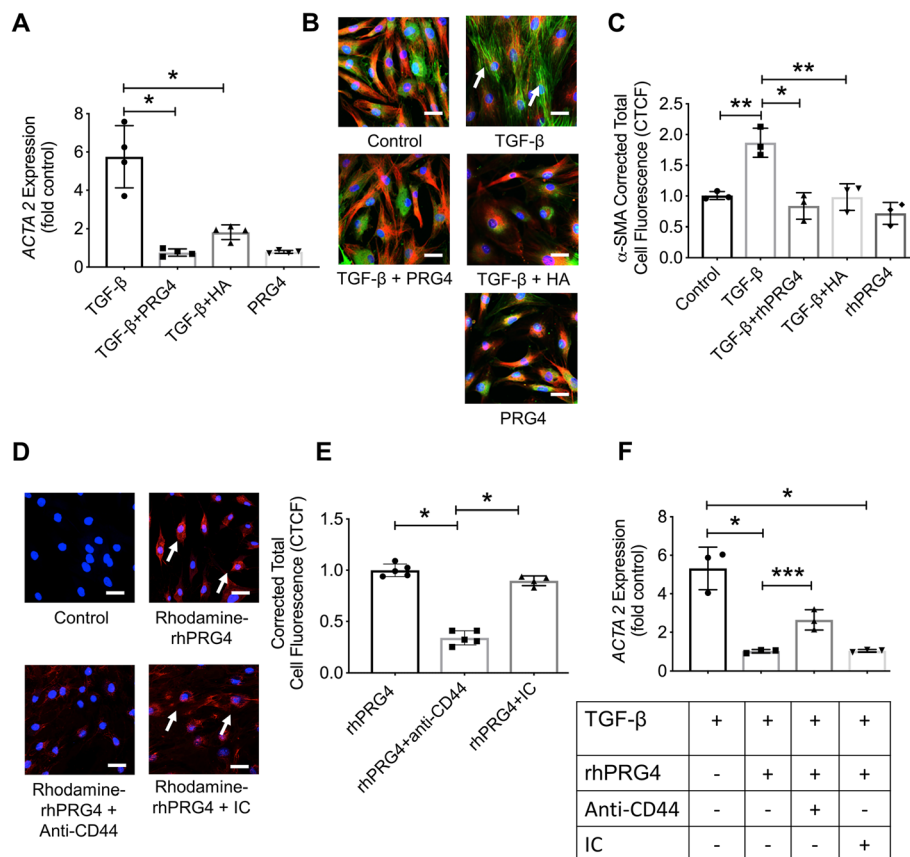 A
ACTA 2 Expression
(fold control)
8
6
4
2
0
*
*
TGF-β
TGF-β+PRG4
TGF-β+HA
PRG4
B
Control
TGF-β
TGF-β + PRG4
TGF-β + HA
PRG4
C
α-SMA Corrected Total
Cell Fluorescence (CTCF)
2.5
2.0
1.5
1.0
0.5
0.0
**
**
*
Control
TGF-β
TGF-β+rhPRG4
TGF-β+HA
rhPRG4
D
Control
Rhodamine-
rhPRG4
Rhodamine-
rhPRG4 +
Anti-CD44
Rhodamine-
rhPRG4 + IC
E
Corrected Total
Cell Fluorescence (CTCF)
1.5
1.0
0.5
0.0
*
*
rhPRG4
rhPRG4+anti-CD44
rhPRG4+IC
F
ACTA 2 Expression
(fold control)
8
6
4
2
0
*
*
***
TGF-β + + + +
rhPRG4 - + + +
Anti-CD44 - - + -
IC - - - +